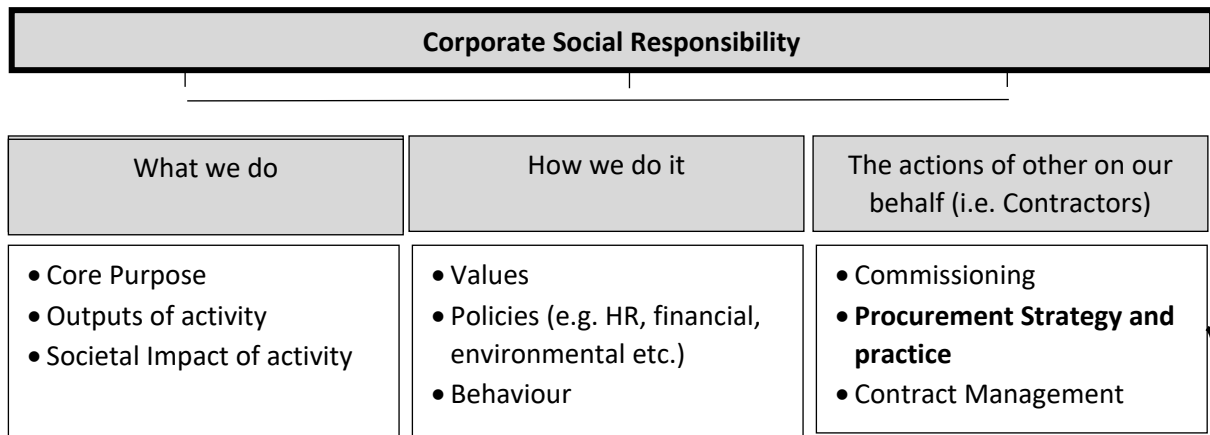 Corporate Social Responsibility
What we do
• Core Purpose
• Outputs of activity
• Societal Impact of activity
How we do it
• Values
• Policies (e.g. HR, financial,
environmental etc.)
• Behaviour
The actions of other on our
behalf (i.e. Contractors)
• Commissioning
• Procurement Strategy and
practice
• Contract Management